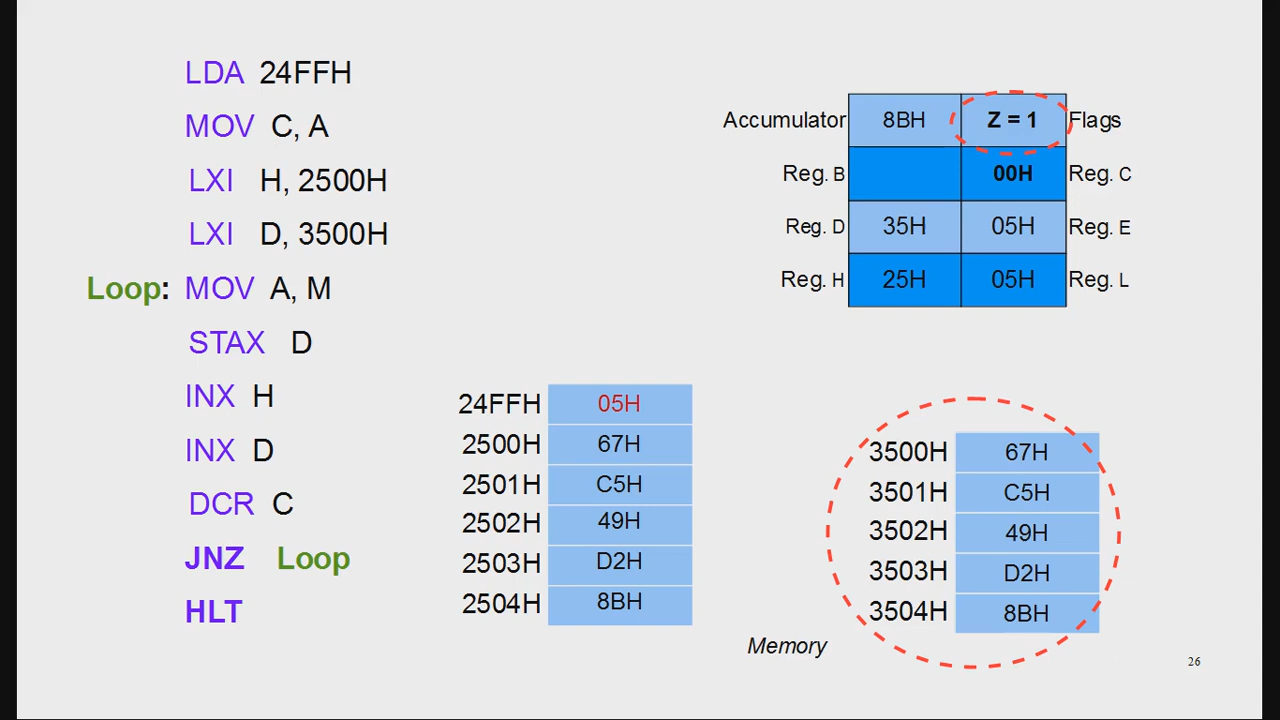 LDA 24FFH
MOV C, A
LXI H, 2500H
LXI D, 3500H
Loop: MOV A, M
STAX D
INX H
INX D
DCR C
JNZ Loop
HLT
Accumulator 8BH Z = 1 Flags
Reg. B 00H Reg. C
Reg. D 35H 05H Reg. E
Reg. H 25H 05H Reg. L
24FFH 05H
2500H 67H
2501H C5H
2502H 49H
2503H D2H
2504H 8BH
3500H 67H
3501H C5H
3502H 49H
3503H D2H
3504H 8BH
Memory
26